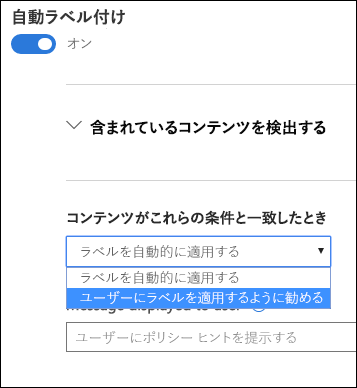 自動ラベル付け
オン
含まれているコンテンツを検出する
コンテンツがこれらの条件と一致したとき
ラベルを自動的に適用する
ラベルを自動的に適用する
ユーザーにラベルを適用するように勧める
Message displayed to user
ユーザーにポリシー ヒントを提示する